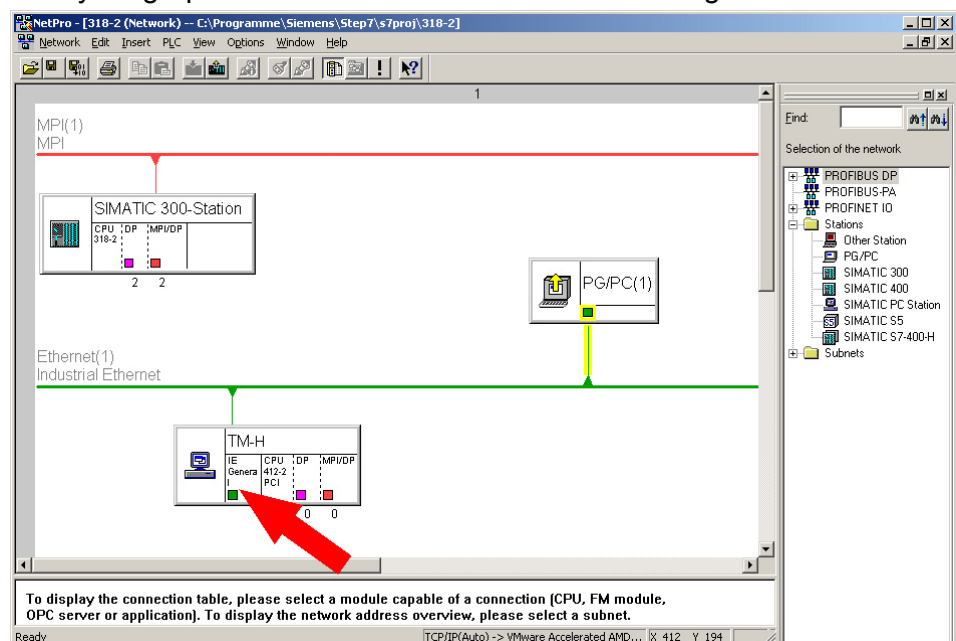 NetPro - [318-2 (Network) -- C:\Programme\Siemens\Step7\s7proj\318-2]
Network Edit Insert PLC View Options Window Help
1
MPI(1)
MPI
SIMATIC 300-Station
CPU DP MPI/DP
318-2
2 2
PG/PC(1)
Ethernet(1)
Industrial Ethernet
TM-H
IE CPU DP MPI/DP
Genera 412-2
l PCI
0 0
Find:
Selection of the network
PROFIBUS DP
PROFIBUS-PA
PROFINET IO
Stations
Other Station
PG/PC
SIMATIC 300
SIMATIC 400
SIMATIC PC Station
SIMATIC S5
SIMATIC S7-400-H
Subnets
To display the connection table, please select a module capable of a connection (CPU, FM module,
OPC server or application). To display the network address overview, please select a subnet.
Ready TCP/IP(Auto) -> VMware Accelerated AMD... X 412 Y 194